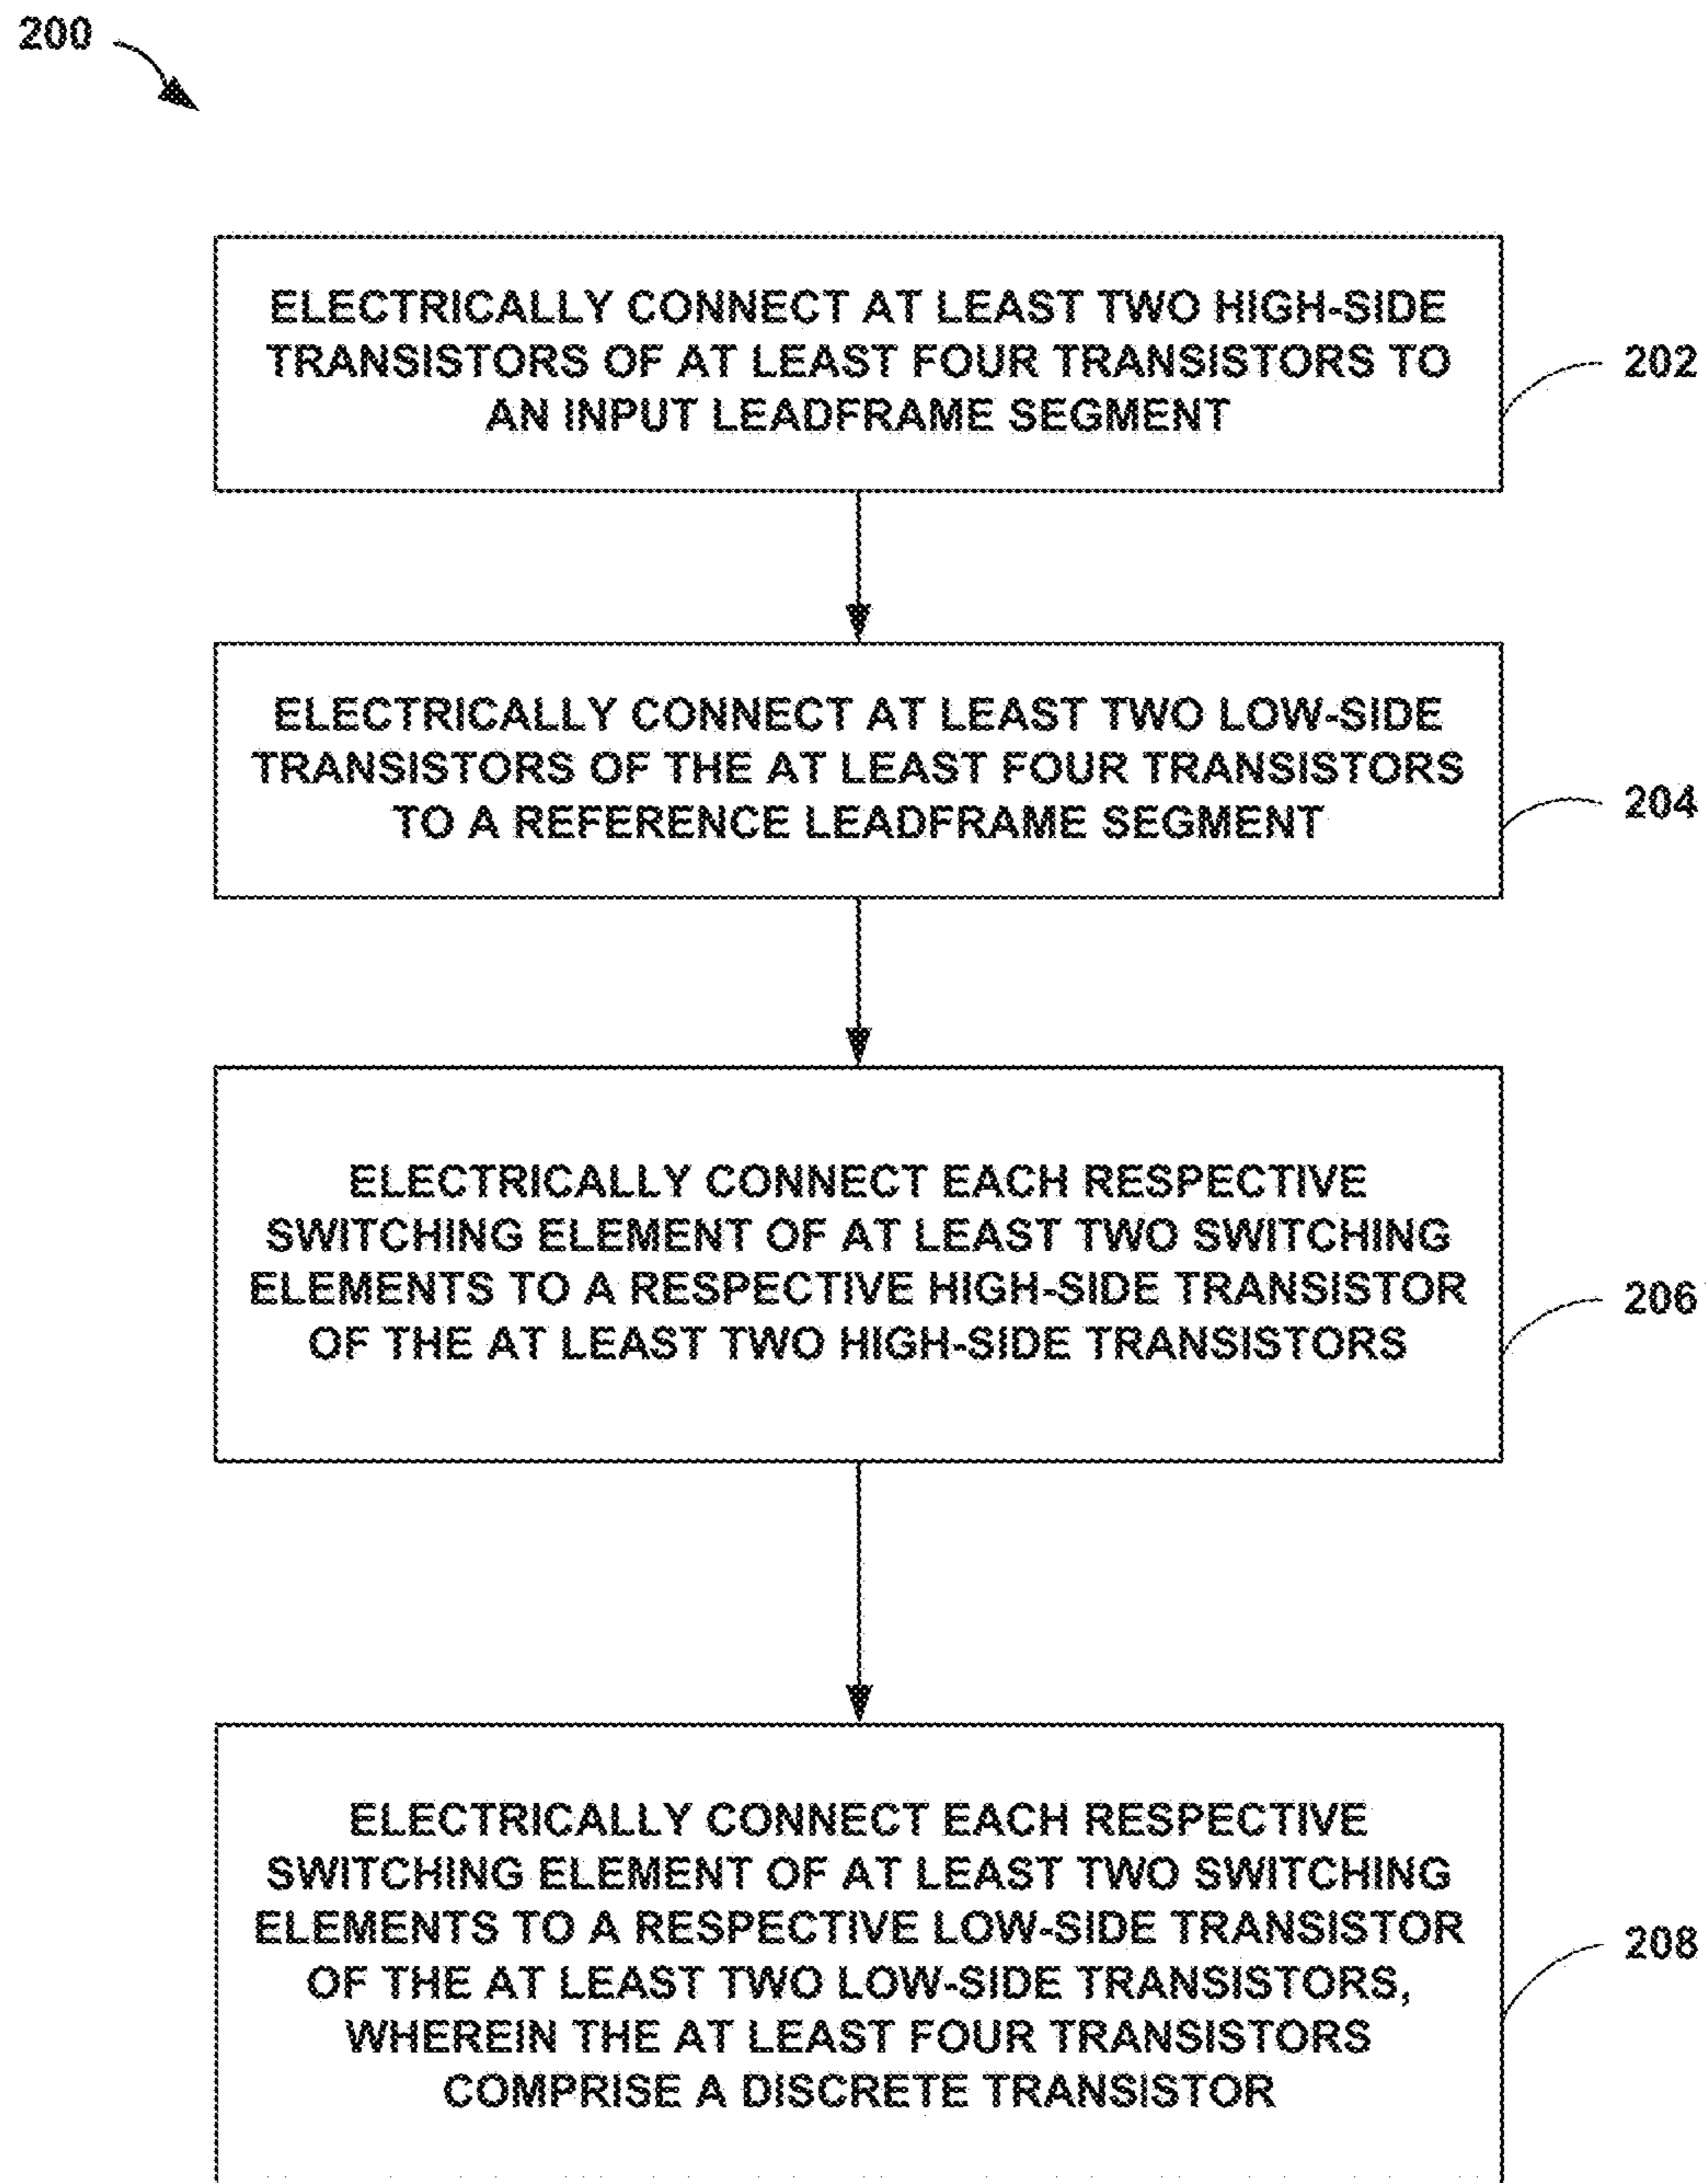 200
ELECTRICALLY CONNECT AT LEAST TWO HIGH-SIDE
TRANSISTORS OF AT LEAST FOUR TRANSISTORS TO
AN INPUT LEADFRAME SEGMENT
202
ELECTRICALLY CONNECT AT LEAST TWO LOW-SIDE
TRANSISTORS OF THE AT LEAST FOUR TRANSISTORS
TO A REFERENCE LEADFRAME SEGMENT
204
ELECTRICALLY CONNECT EACH RESPECTIVE
SWITCHING ELEMENT OF AT LEAST TWO SWITCHING
ELEMENTS TO A RESPECTIVE HIGH-SIDE TRANSISTOR
OF THE AT LEAST TWO HIGH-SIDE TRANSISTORS
206
ELECTRICALLY CONNECT EACH RESPECTIVE
SWITCHING ELEMENT OF AT LEAST TWO SWITCHING
ELEMENTS TO A RESPECTIVE LOW-SIDE TRANSISTOR
OF THE AT LEAST TWO LOW-SIDE TRANSISTORS,
WHEREIN THE AT LEAST FOUR TRANSISTORS
COMPRISE A DISCRETE TRANSISTOR
208